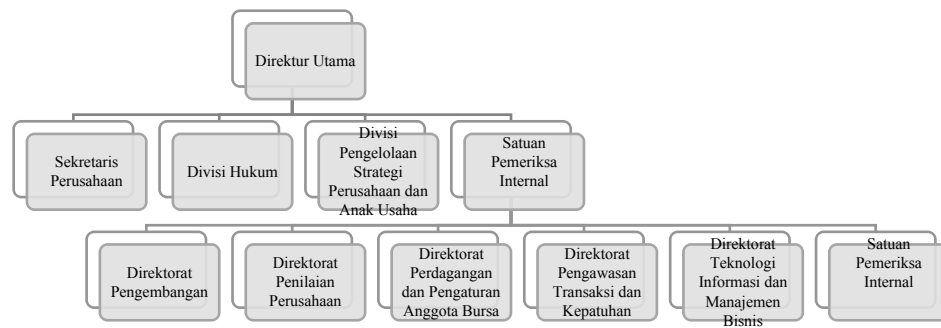 Direktur Utama
Sekretaris
Perusahaan
Divisi Hukum
Divisi
Pengelolaan
Strategi
Perusahaan dan
Anak Usaha
Satuan
Pemeriksa
Internal
Direktorat
Pengembangan
Direktorat
Penilaian
Perusahaan
Direktorat
Perdagangan
dan Pengaturan
Anggota Bursa
Direktorat
Pengawasan
Transaksi dan
Kepatuhan
Direktorat
Teknologi
Informasi dan
Manajemen
Bisnis
Satuan
Pemeriksa
Internal